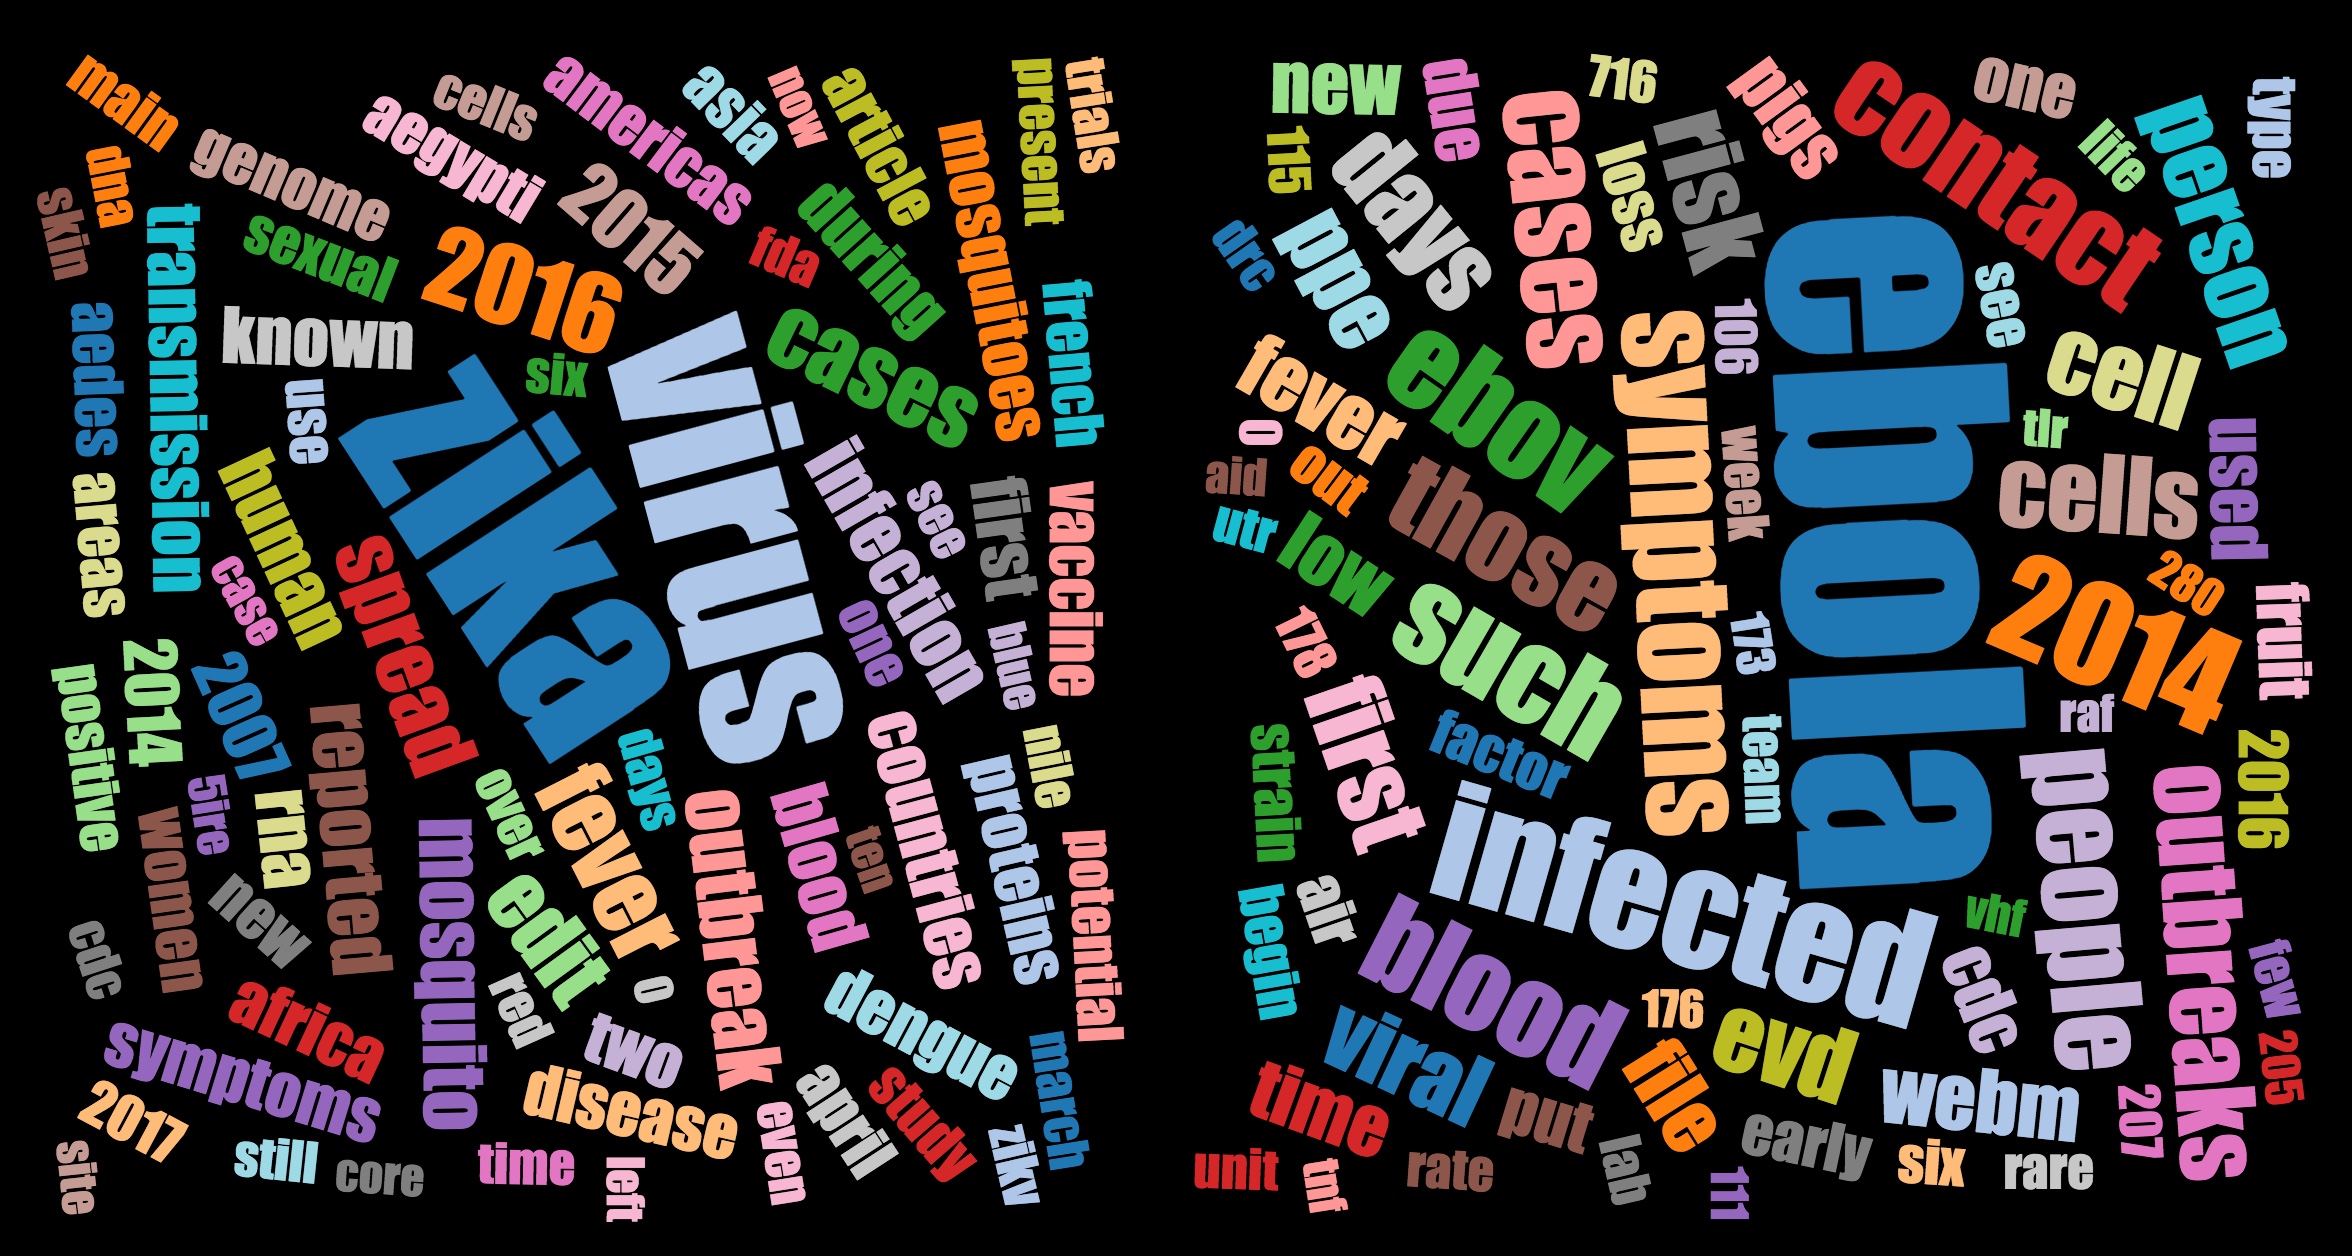 main
cells
americas
asia
now
article
present
trials
dna
genome
aegypti
2015
mosquitoes
skin
sexual
2016
fda
during
french
transmission
aedes
known
six
cases
use
zika
virus
areas
human
case
spread
infection
see
first
vaccine
one
blue
positive
2014
2007
reported
days
countries
nile
proteins
5ire
rma
women
over
fever
outbreak
blood
ten
potential
new
mosquito
edit
cdc
red
0
africa
symptoms
two
dengue
march
2017
disease
april
study
even
zikv
site
still
core
time
left
new
due
716
pigs
contact
one
type
115
days
cases
loss
risk
life
person
drc
ppe
see
fever
ebov
symptoms
106
ebola
cell
tlr
used
0
aid
out
those
week
cells
utr
low
such
280
2014
fruit
178
first
173
raf
factor
team
2016
strain
infected
people
outbreaks
begin
air
blood
vhf
few
cdc
viral
176
evd
205
time
put
file
webm
207
early
unit
tnf
rate
lab
111
six
rare